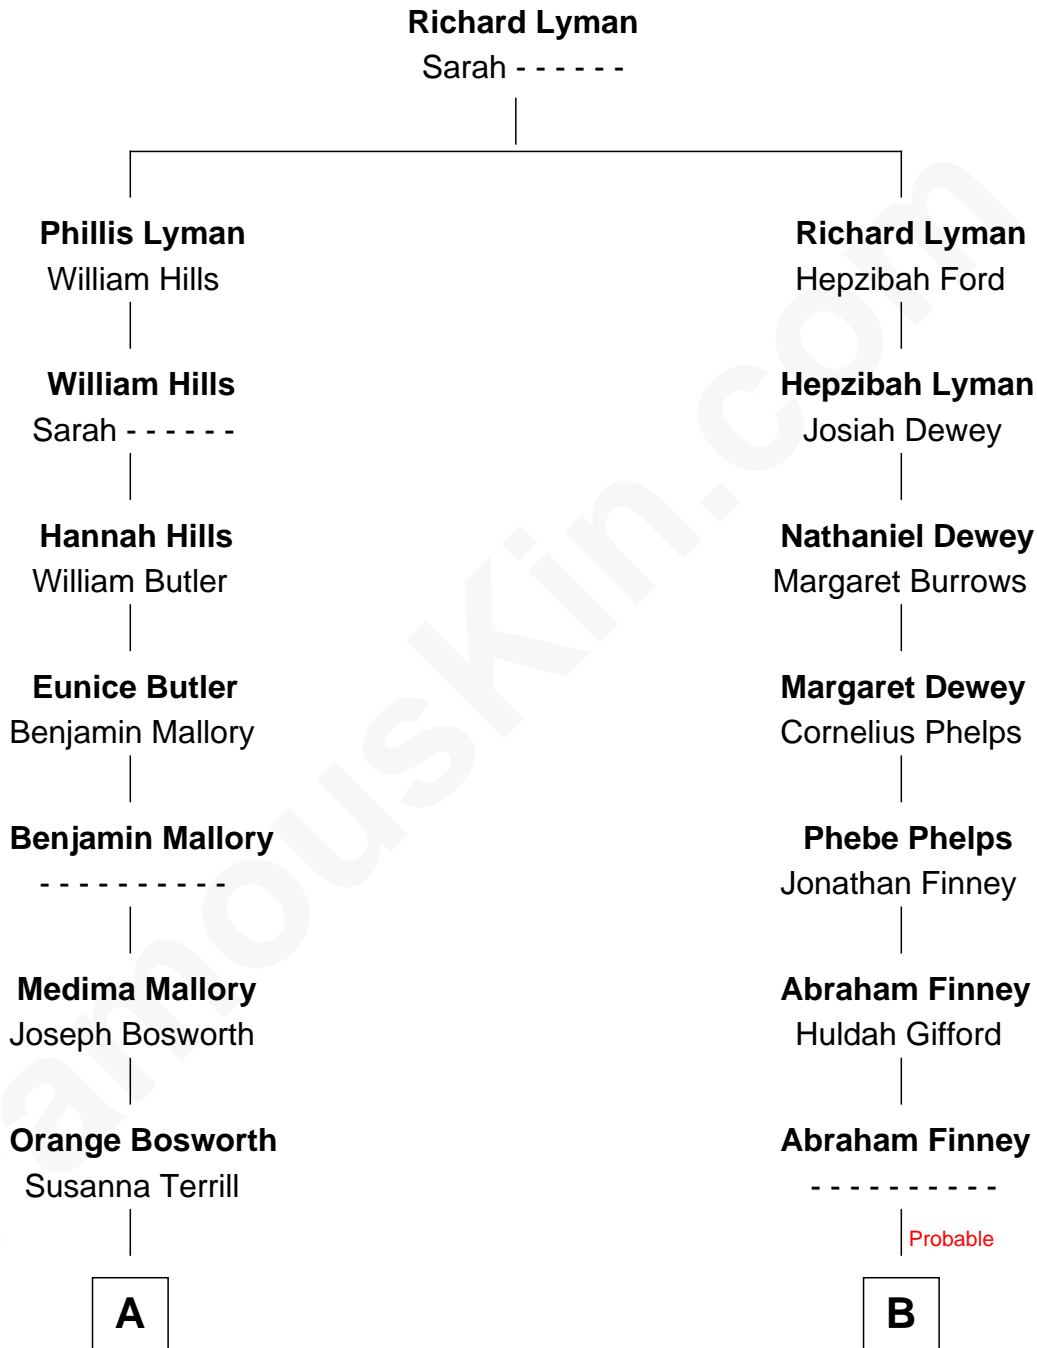 Richard Lyman
Sarah - - - - - -
Phillis Lyman
William Hills
Richard Lyman
Hepzibah Ford
William Hills
Sarah - - - - - -
Hepzibah Lyman
Josiah Dewey
Hannah Hills
William Butler
Nathaniel Dewey
Margaret Burrows
Eunice Butler
Benjamin Mallory
Margaret Dewey
Cornelius Phelps
Benjamin Mallory
- - - - - - - - - -
Phebe Phelps
Jonathan Finney
Medima Mallory
Joseph Bosworth
Abraham Finney
Huldah Gifford
Orange Bosworth
Susanna Terrill
Abraham Finney
- - - - - - - - - -
Probable
A
B
amouskin.com